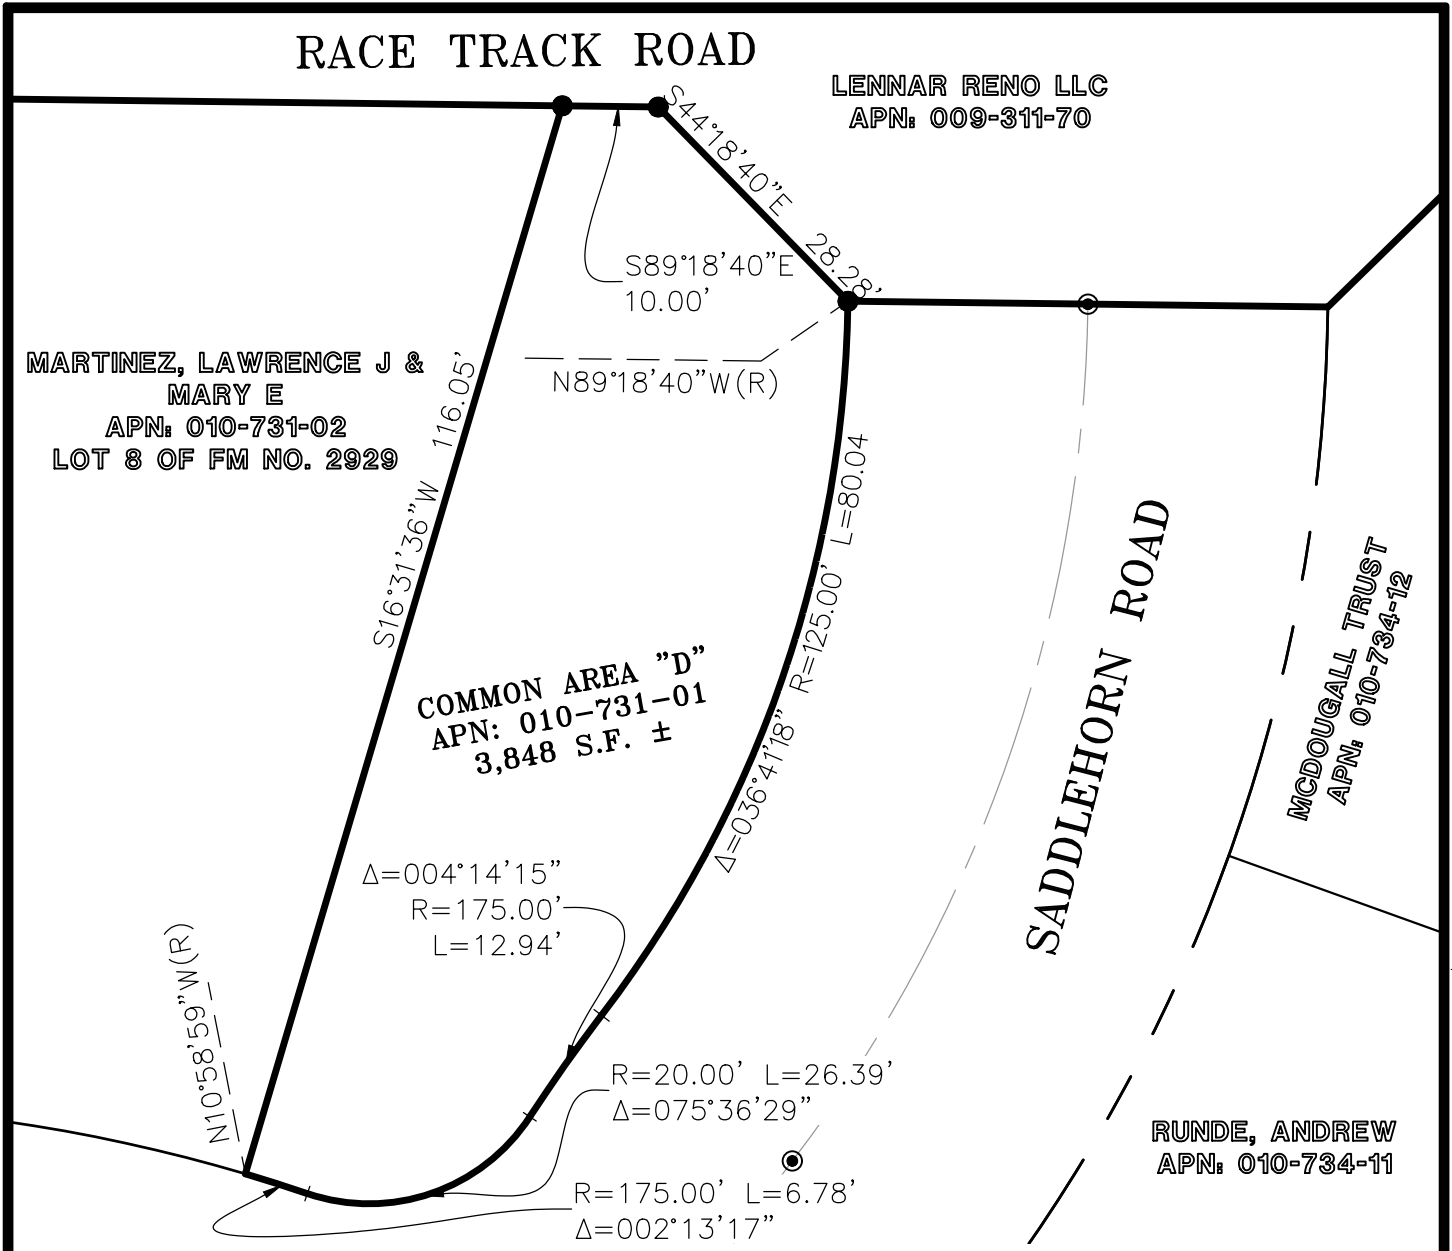 RACE TRACK ROAD
LENNAR RENO LLC
APN: 009-311-70
S44°18'40"E 28.28'
S89°18'40"E
10.00'
N89°18'40"W(R)
MARTINEZ, LAWRENCE J &
MARY E
APN: 010-731-02
LOT 8 OF FM NO. 2929
S16°31'36"W 116.05'
Δ=036°41'18" R=125.00' L=80.04
COMMON AREA "D"
APN: 010-731-01
3,848 S.F. ±
SADDLEHORN ROAD
MCDOUGALL TRUST
APN: 010-734-12
Δ=004°14'15"
R=175.00'
L=12.94'
N10°58'59"W(R)
R=20.00' L=26.39'
Δ=075°36'29"
R=175.00' L=6.78'
Δ=002°13'17"
RUNDE, ANDREW
APN: 010-734-11